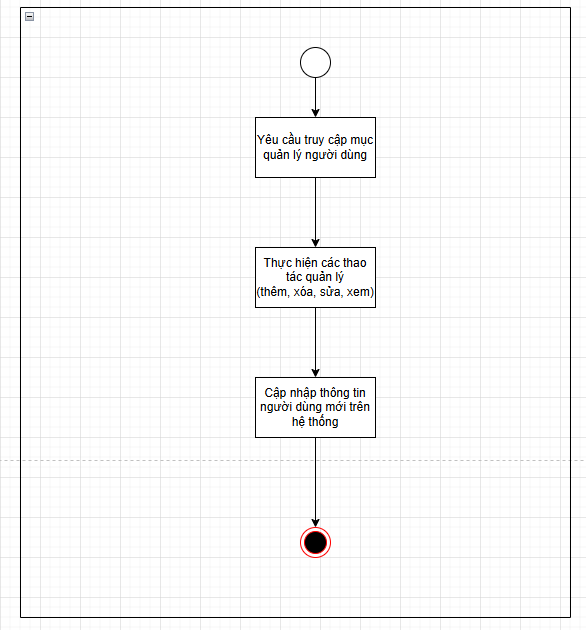 Yêu cầu truy cập mục
quản lý người dùng
Thực hiện các thao
tác quản lý
(thêm, xóa, sửa, xem)
Cập nhập thông tin
người dùng mới trên
hệ thống